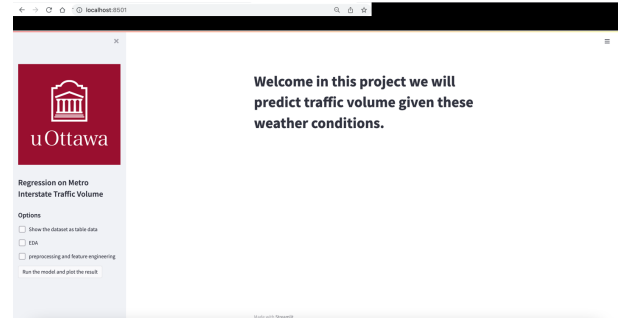 localhost:8501
uOttawa
Regression on Metro
Interstate Traffic Volume
Options
Show the dataset as table data
EDA
preprocessing and feature engineering
Run the model and plot the result
Welcome in this project we will
predict traffic volume given these
weather conditions.
Made with Streamlit